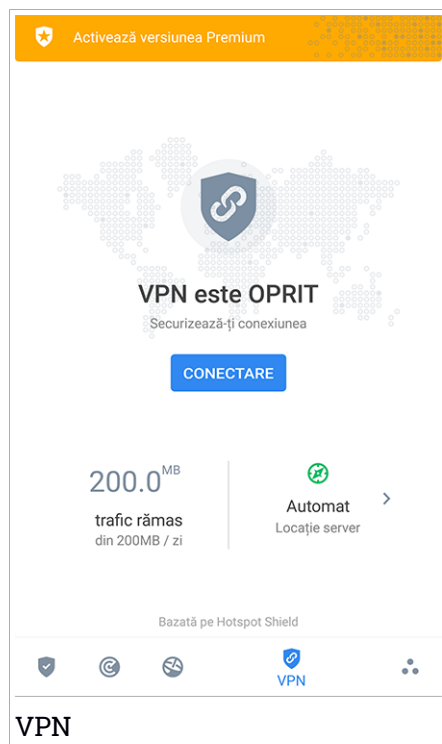 Activează versiunea Premium
VPN este OPRIT
Securizează-ți conexiunea
CONECTARE
200.0 MB
trafic rămas
din 200MB / zi
Automat
Locație server
Bazată pe Hotspot Shield
VPN
VPN